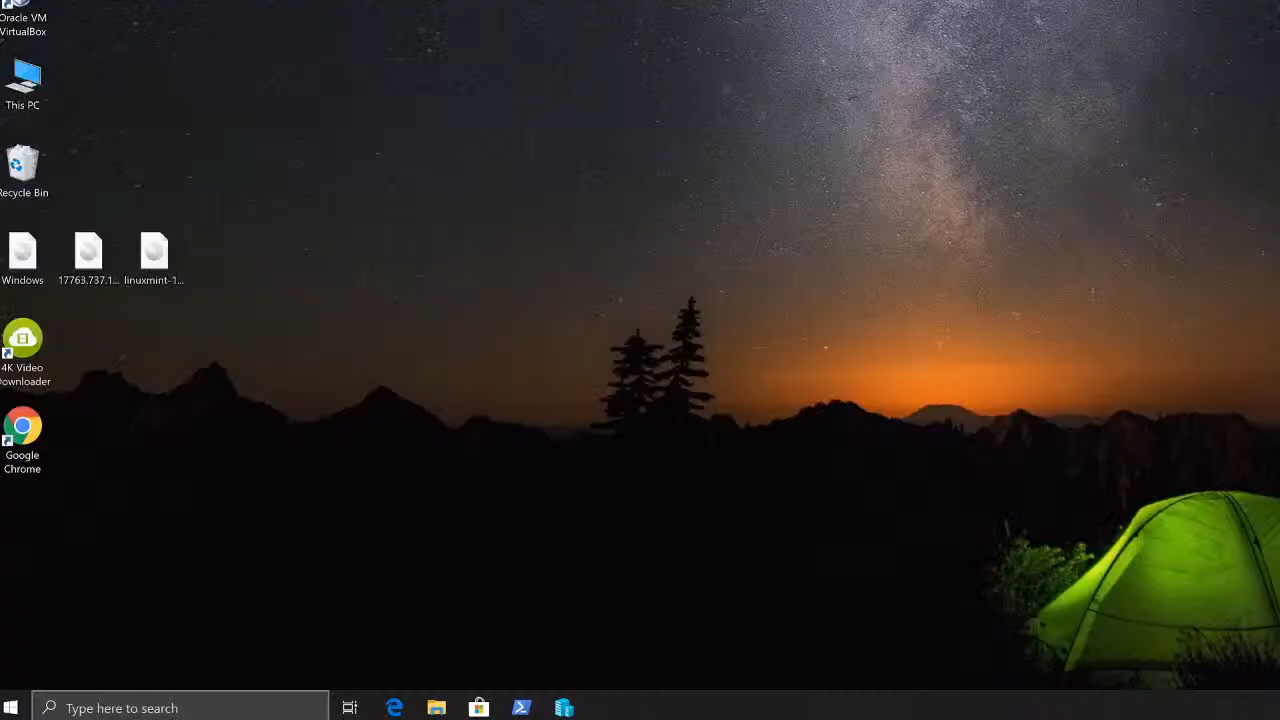 Oracle VM
VirtualBox
This PC
Recycle Bin
Windows
17763.737.1...
linuxmint-1...
4K Video
Downloader
Google
Chrome
Type here to search